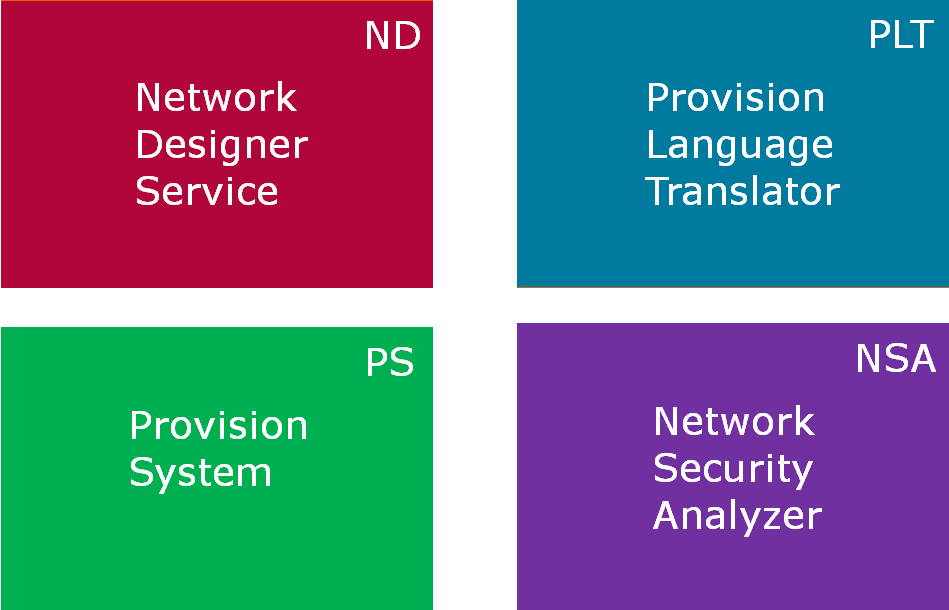 ND
Network
Designer
Service
PLT
Provision
Language
Translator
PS
Provision
System
NSA
Network
Security
Analyzer